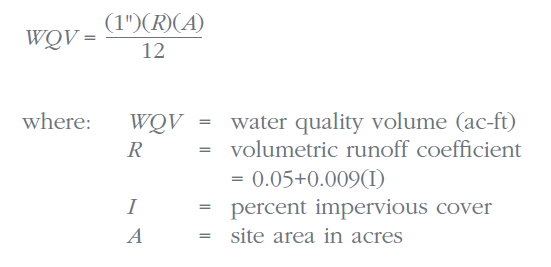 WQV = (1")(R)(A)
12
where: WQV = water quality volume (ac-ft)
R = volumetric runoff coefficient
= 0.05+0.009(I)
I = percent impervious cover
A = site area in acres